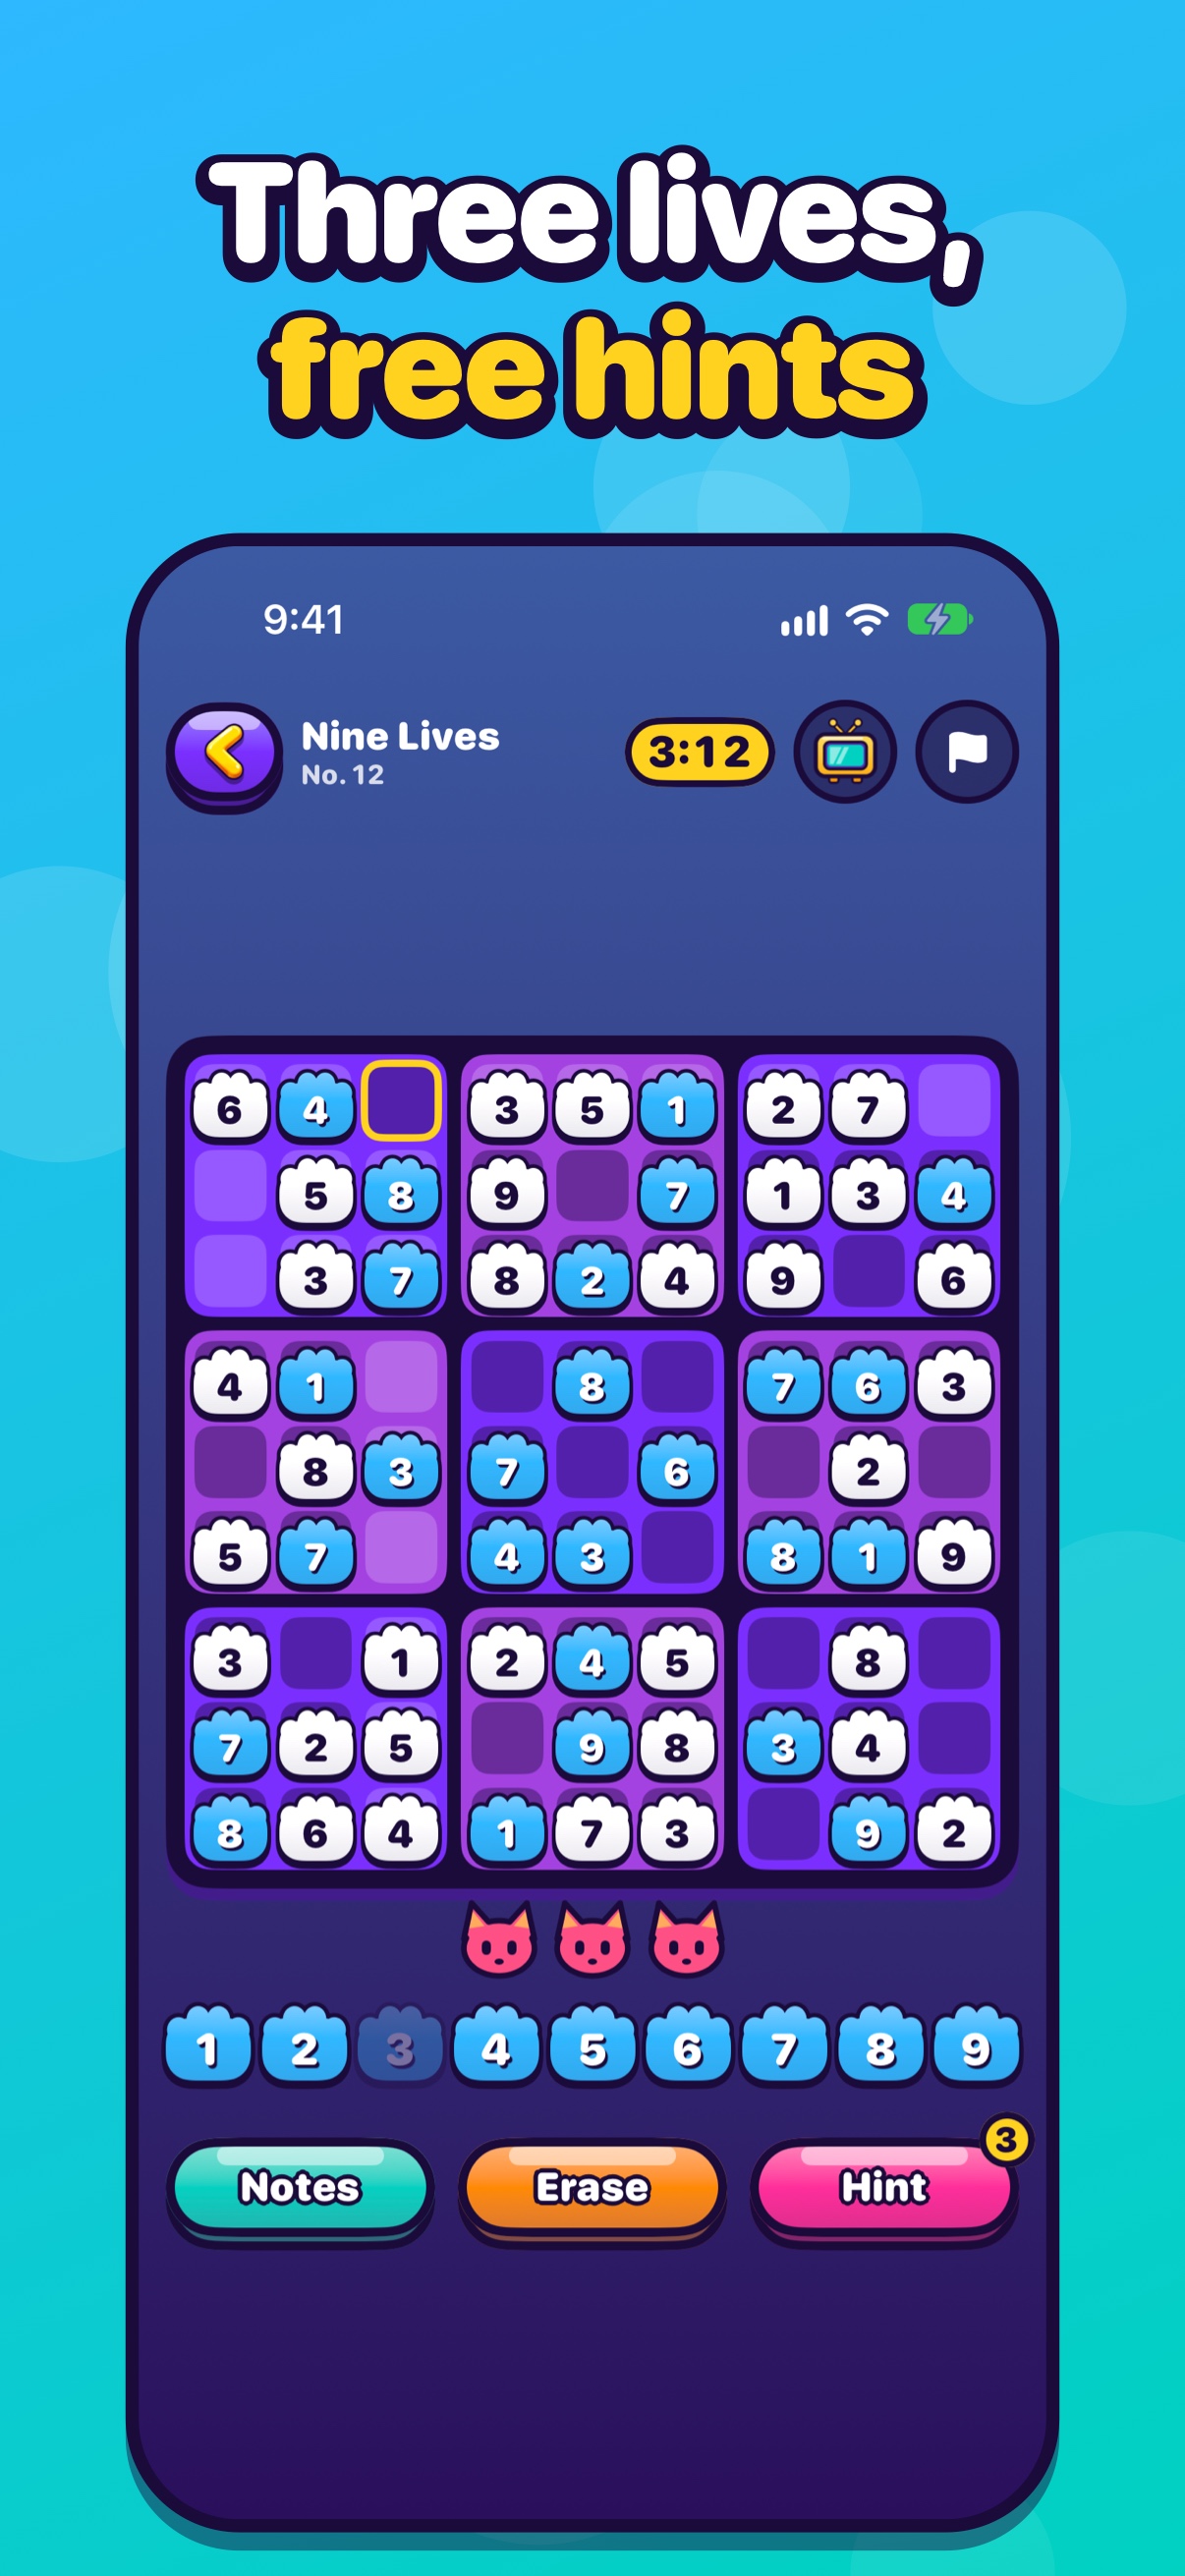 Three lives,
free hints
9:41
Nine Lives
No. 12
3:12
6 4 3 5 1 2 7
5 8 9 7 1 3 4
3 7 8 2 4 9 6
4 1 8 7 6 3
8 3 7 6 2
5 7 4 3 8 1 9
3 1 2 4 5 8
7 2 5 9 8 3 4
8 6 4 1 7 3 9 2
1 2 3 4 5 6 7 8 9
3
Notes Erase Hint